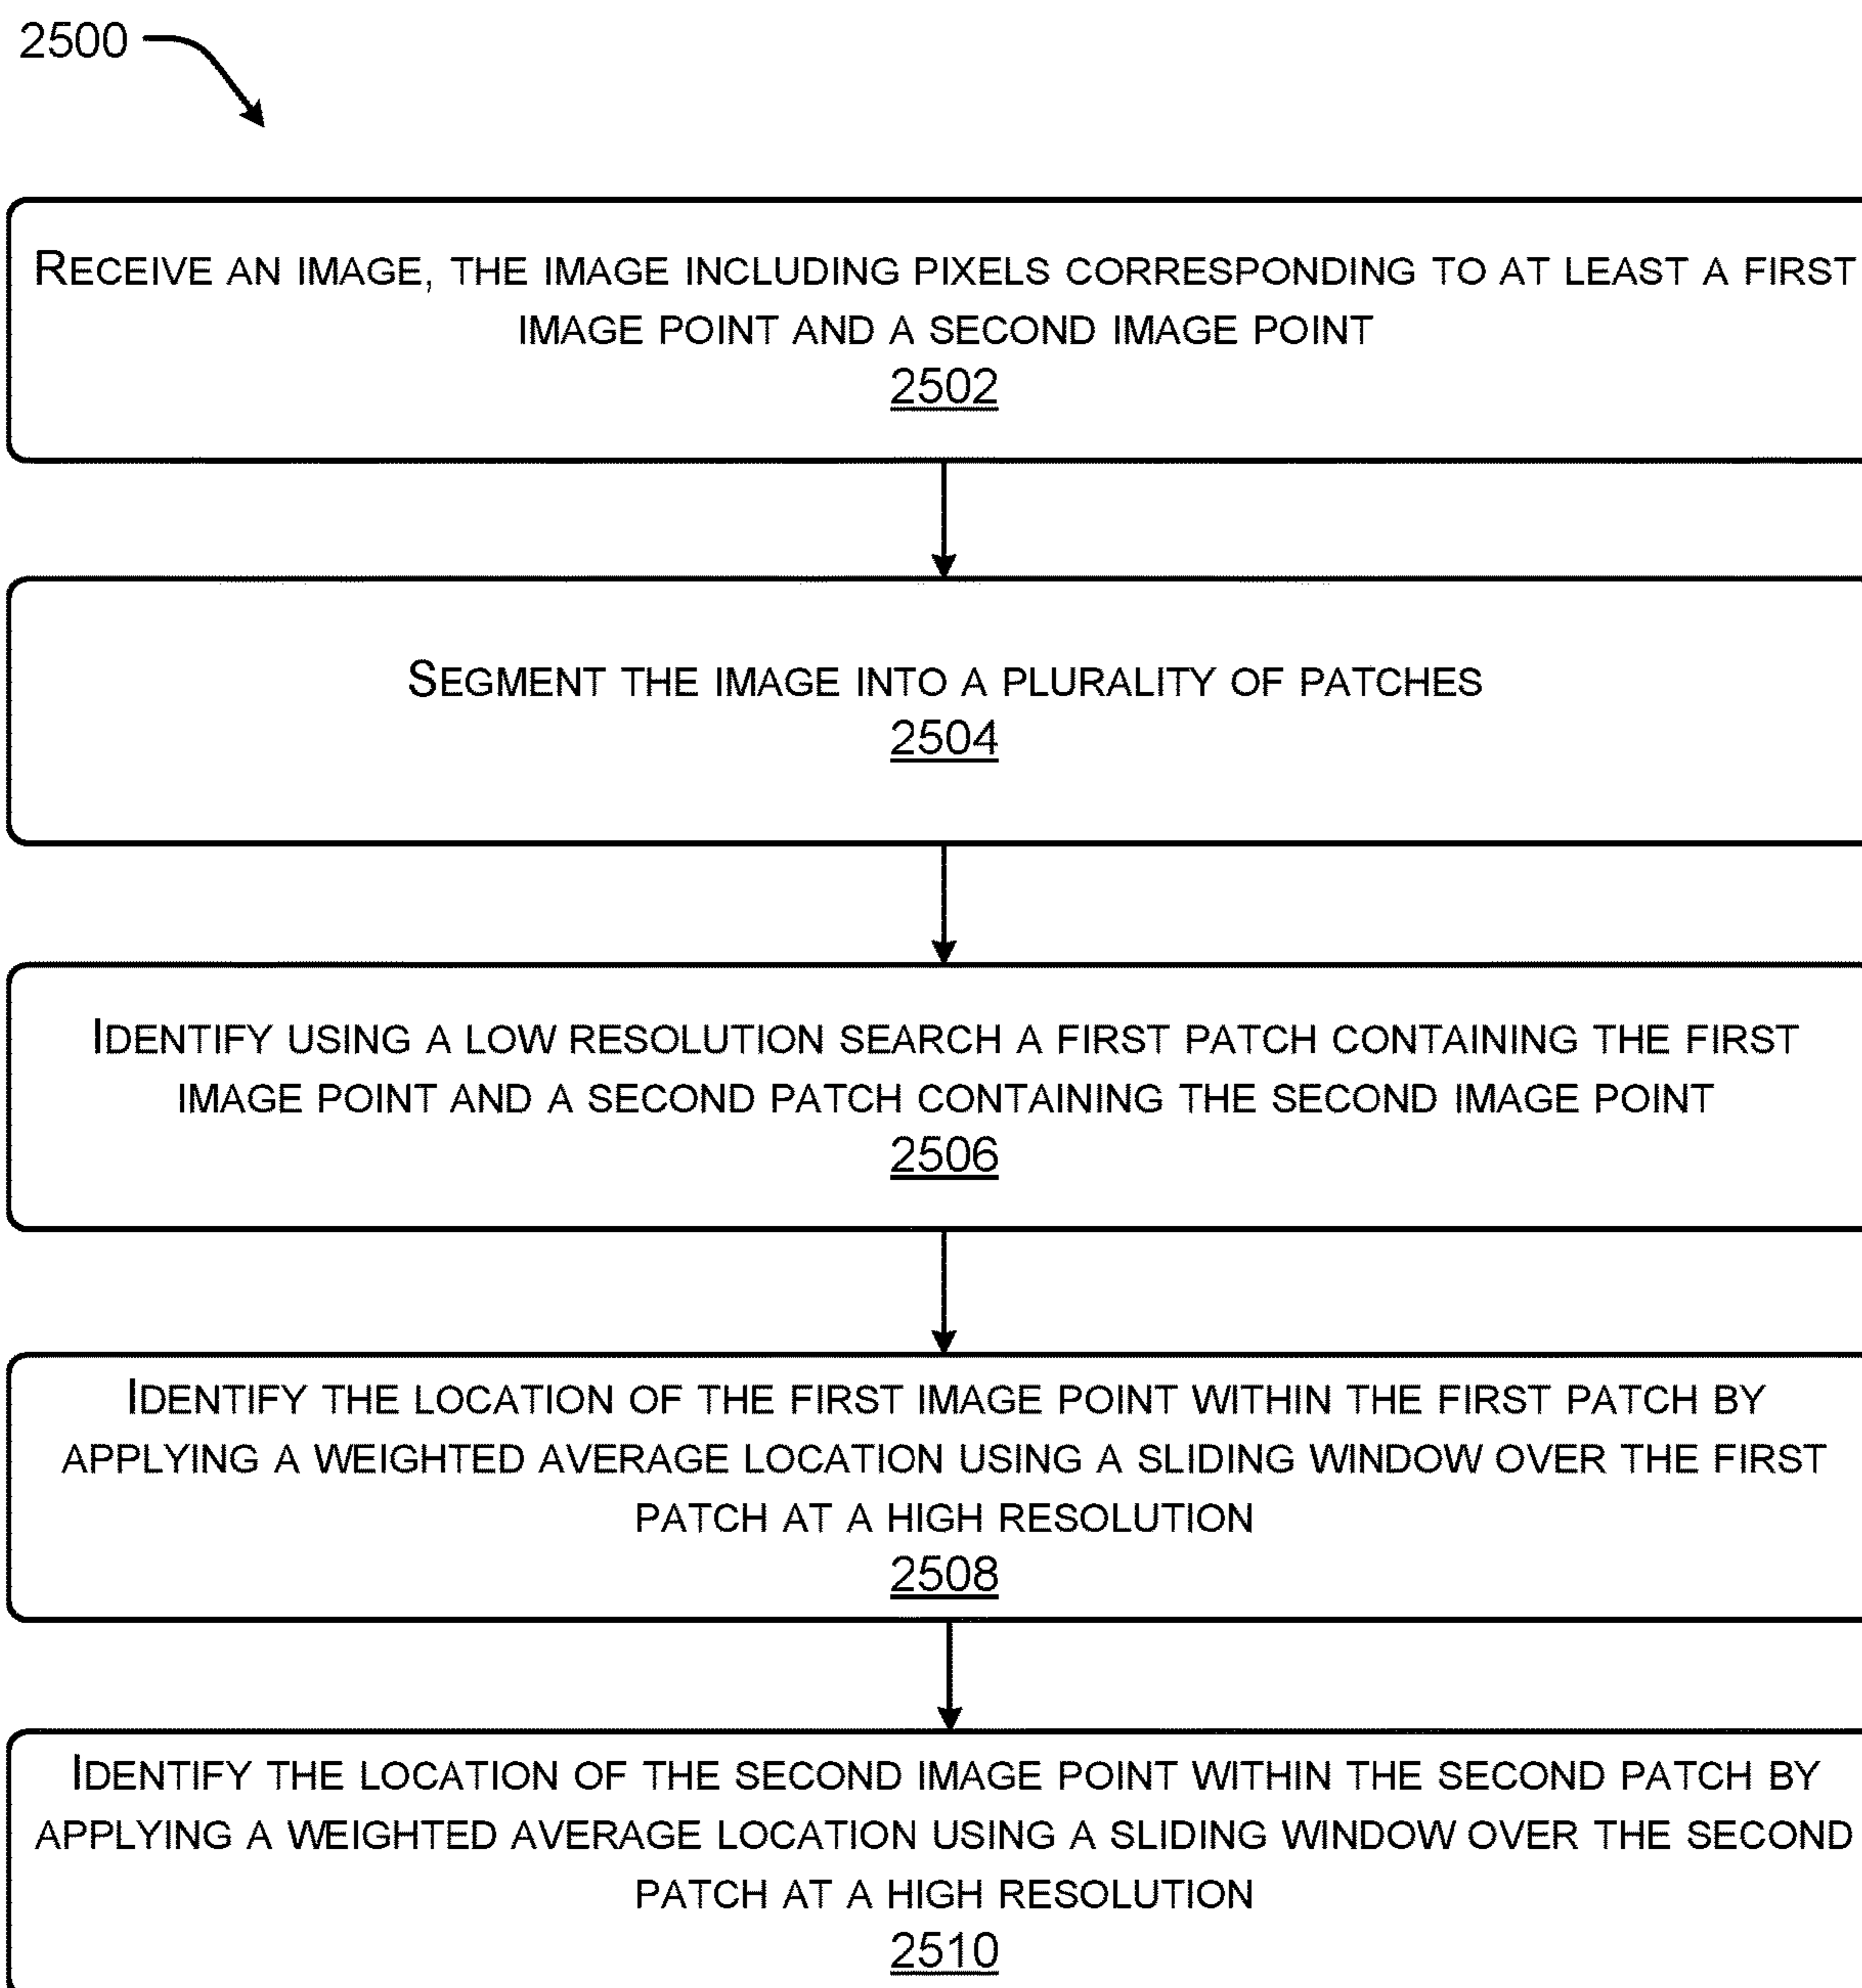 2500
RECEIVE AN IMAGE, THE IMAGE INCLUDING PIXELS CORRESPONDING TO AT LEAST A FIRST
IMAGE POINT AND A SECOND IMAGE POINT
2502
SEGMENT THE IMAGE INTO A PLURALITY OF PATCHES
2504
IDENTIFY USING A LOW RESOLUTION SEARCH A FIRST PATCH CONTAINING THE FIRST
IMAGE POINT AND A SECOND PATCH CONTAINING THE SECOND IMAGE POINT
2506
IDENTIFY THE LOCATION OF THE FIRST IMAGE POINT WITHIN THE FIRST PATCH BY
APPLYING A WEIGHTED AVERAGE LOCATION USING A SLIDING WINDOW OVER THE FIRST
PATCH AT A HIGH RESOLUTION
2508
IDENTIFY THE LOCATION OF THE SECOND IMAGE POINT WITHIN THE SECOND PATCH BY
APPLYING A WEIGHTED AVERAGE LOCATION USING A SLIDING WINDOW OVER THE SECOND
PATCH AT A HIGH RESOLUTION
2510